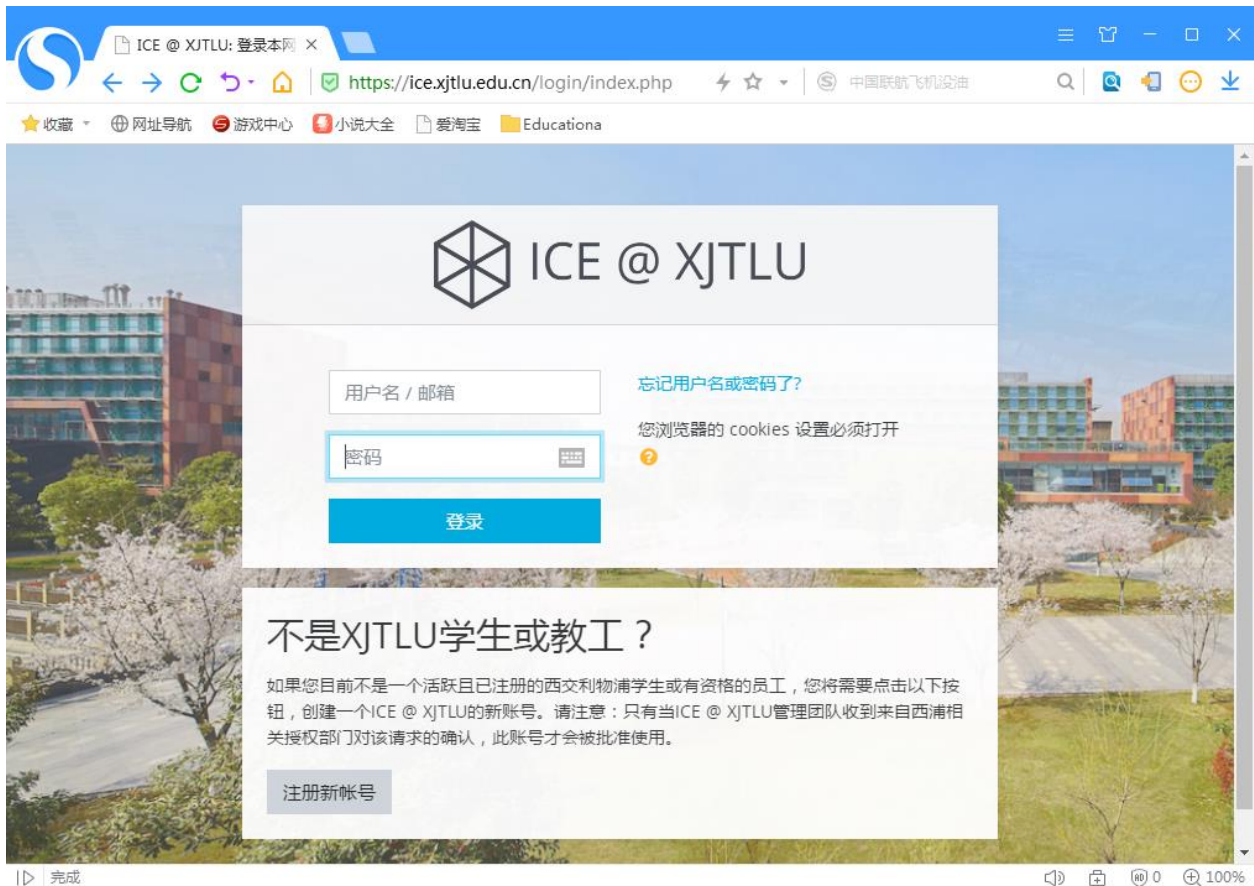 ICE @ XJTLU: 登录本网
https://ice.xjtlu.edu.cn/login/index.php
中国联航飞机没油
收藏
网址导航
游戏中心
小说大全
爱淘宝
Educationa
ICE @ XJTLU
用户名 / 邮箱
忘记用户名或密码了?
您浏览器的 cookies 设置必须打开
密码
登录
不是XJTLU学生或教工？
如果您目前不是一个活跃且已注册的西交利物浦学生或有资格的员工，您将需要点击以下按
钮，创建一个ICE @ XJTLU的新账号。请注意：只有当ICE @ XJTLU管理团队收到来自西浦相
关授权部门对该请求的确认，此账号才会被批准使用。
注册新帐号
完成
0
100%